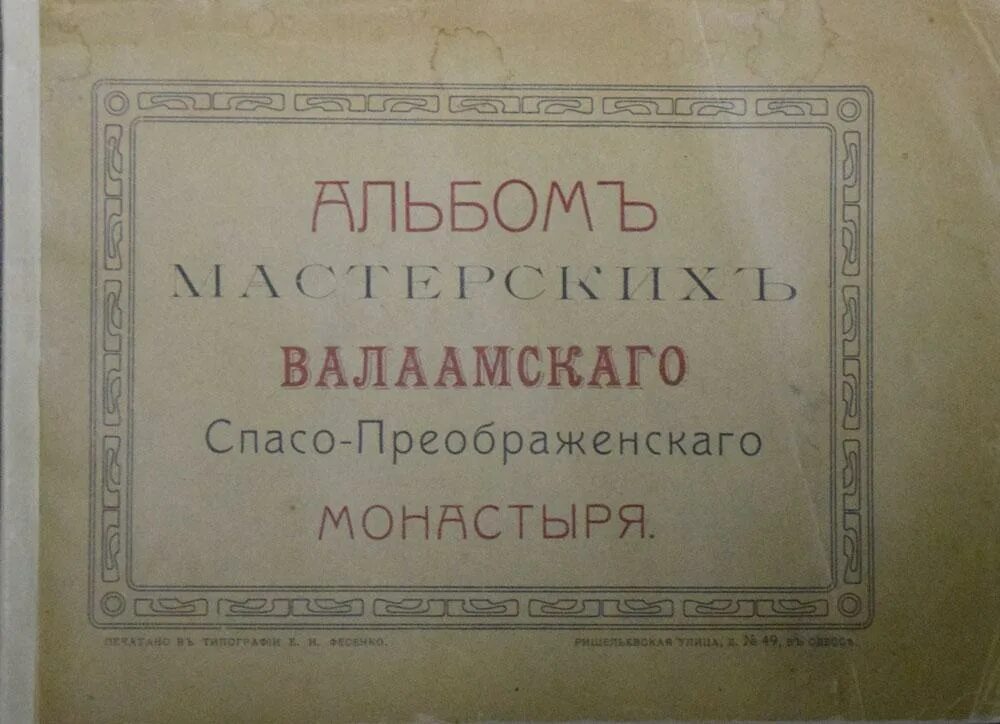 АЛЬБОМЪ
МАСТЕРСКИХЪ
ВАЛААМСКАГО
Спасо-Преображенскаго
МОНАСТЫРЯ.
ПЕЧАТАНО ВЪ ТИПОГРАФІИ Е. И. ФЕСЕНКО.
РИШЕЛЬЕВСКАЯ УЛИЦА, Д. № 49, ВЪ ОДЕССѢ.